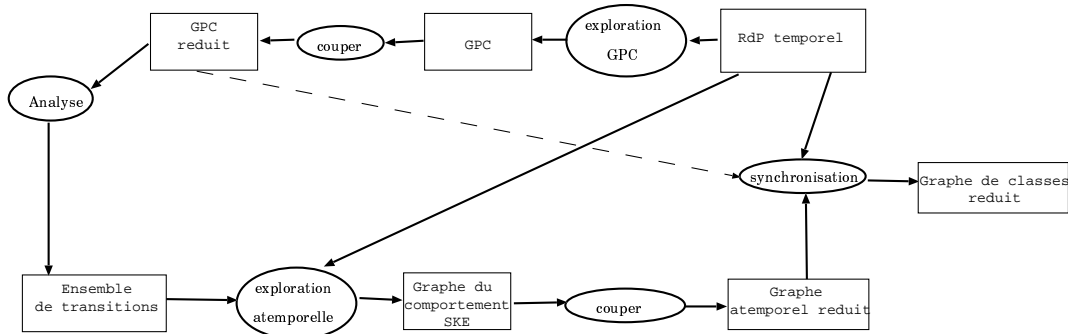 GPC
reduit
couper
GPC
exploration
GPC
RdP temporel
Analyse
synchronisation
Graphe de classes
reduit
Ensemble
de transitions
exploration
atemporelle
Graphe du
comportement
SKE
couper
Graphe
atemporel reduit